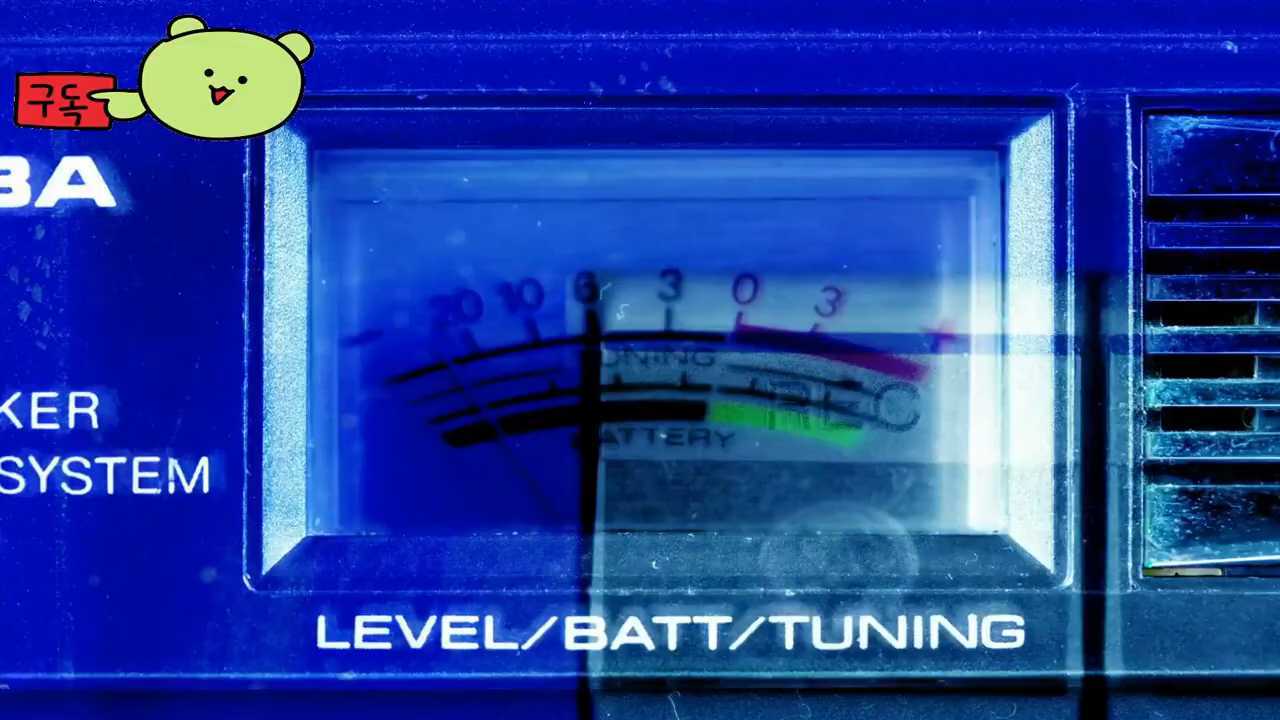 구독
BA
20 10 6 3 0 3
- +
TUNING
REC
BATTERY
KER
SYSTEM
LEVEL/BATT/TUNING